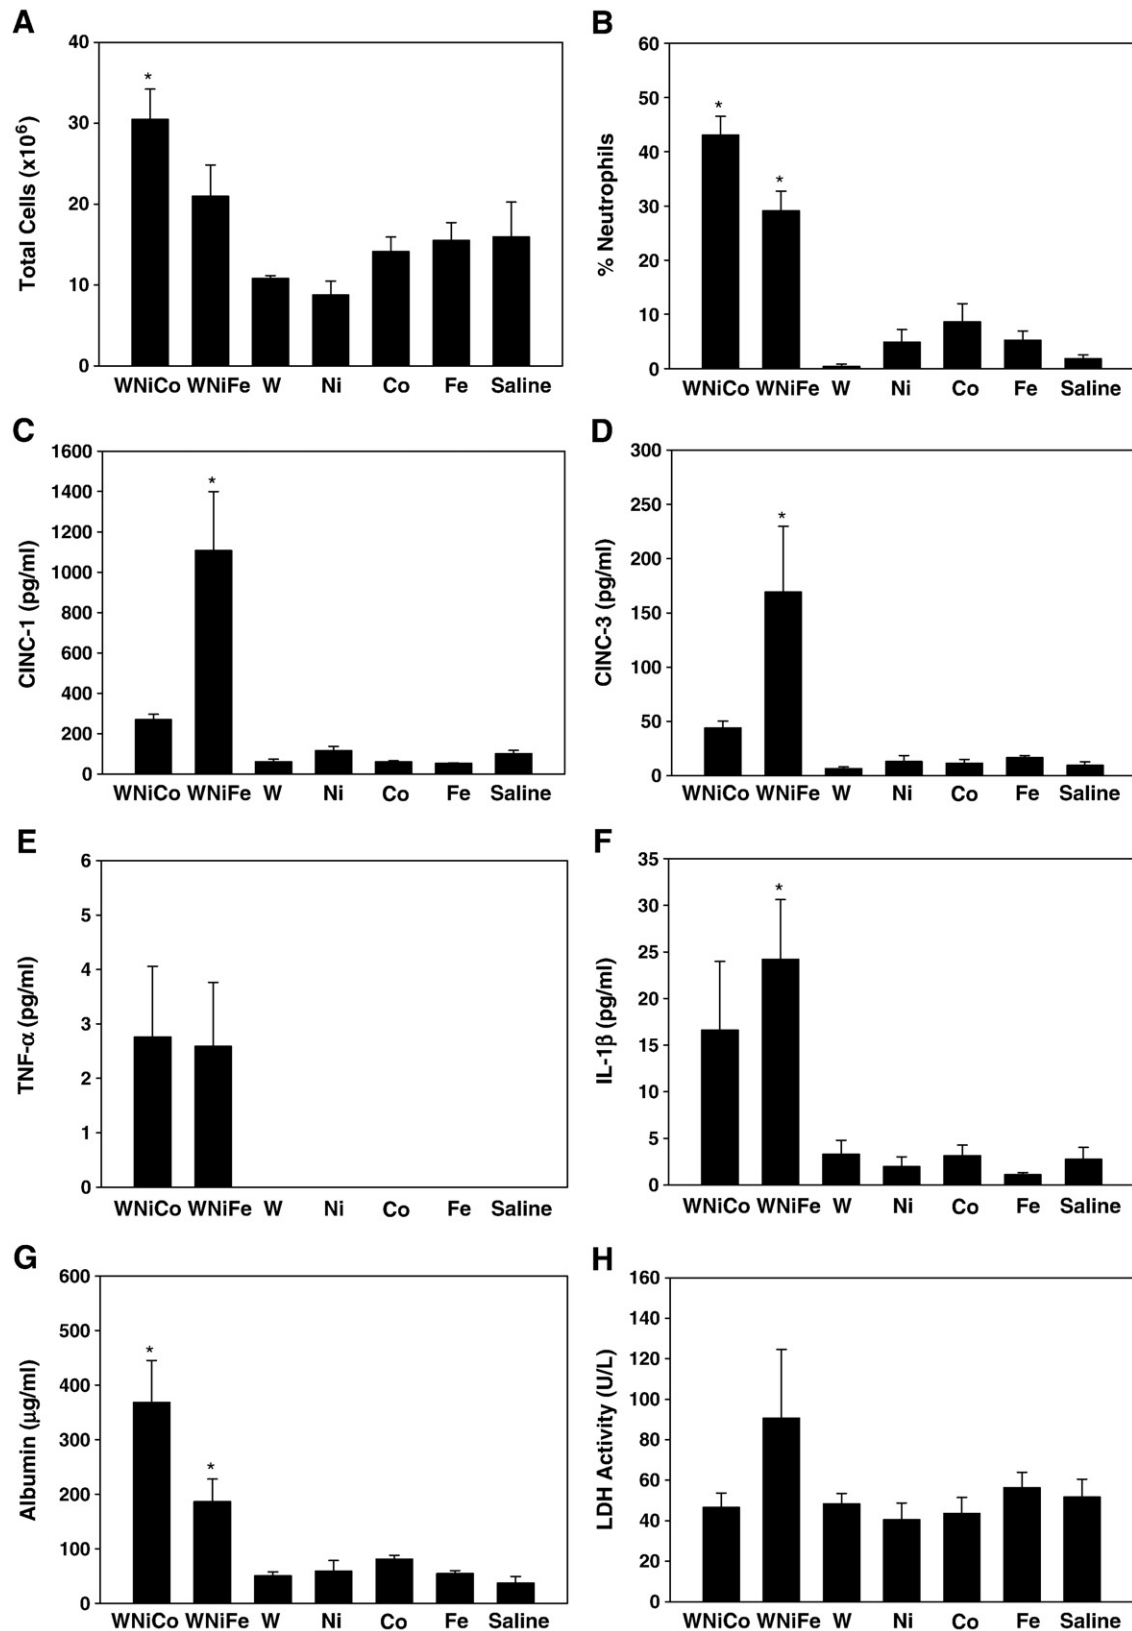 A
Total Cells (x10⁶)
40
30
20
10
0
*
WNiCo WNiFe W Ni Co Fe Saline
B
% Neutrophils
60
50
40
30
20
10
0
*
*
WNiCo WNiFe W Ni Co Fe Saline
C
CINC-1 (pg/ml)
1600
1400
1200
1000
800
600
400
200
0
*
WNiCo WNiFe W Ni Co Fe Saline
D
CINC-3 (pg/ml)
300
250
200
150
100
50
0
*
WNiCo WNiFe W Ni Co Fe Saline
E
TNF-α (pg/ml)
6
5
4
3
2
1
0
WNiCo WNiFe W Ni Co Fe Saline
F
IL-1β (pg/ml)
35
30
25
20
15
10
5
0
*
WNiCo WNiFe W Ni Co Fe Saline
G
Albumin (µg/ml)
600
500
400
300
200
100
0
*
*
WNiCo WNiFe W Ni Co Fe Saline
H
LDH Activity (U/L)
160
140
120
100
80
60
40
20
0
WNiCo WNiFe W Ni Co Fe Saline